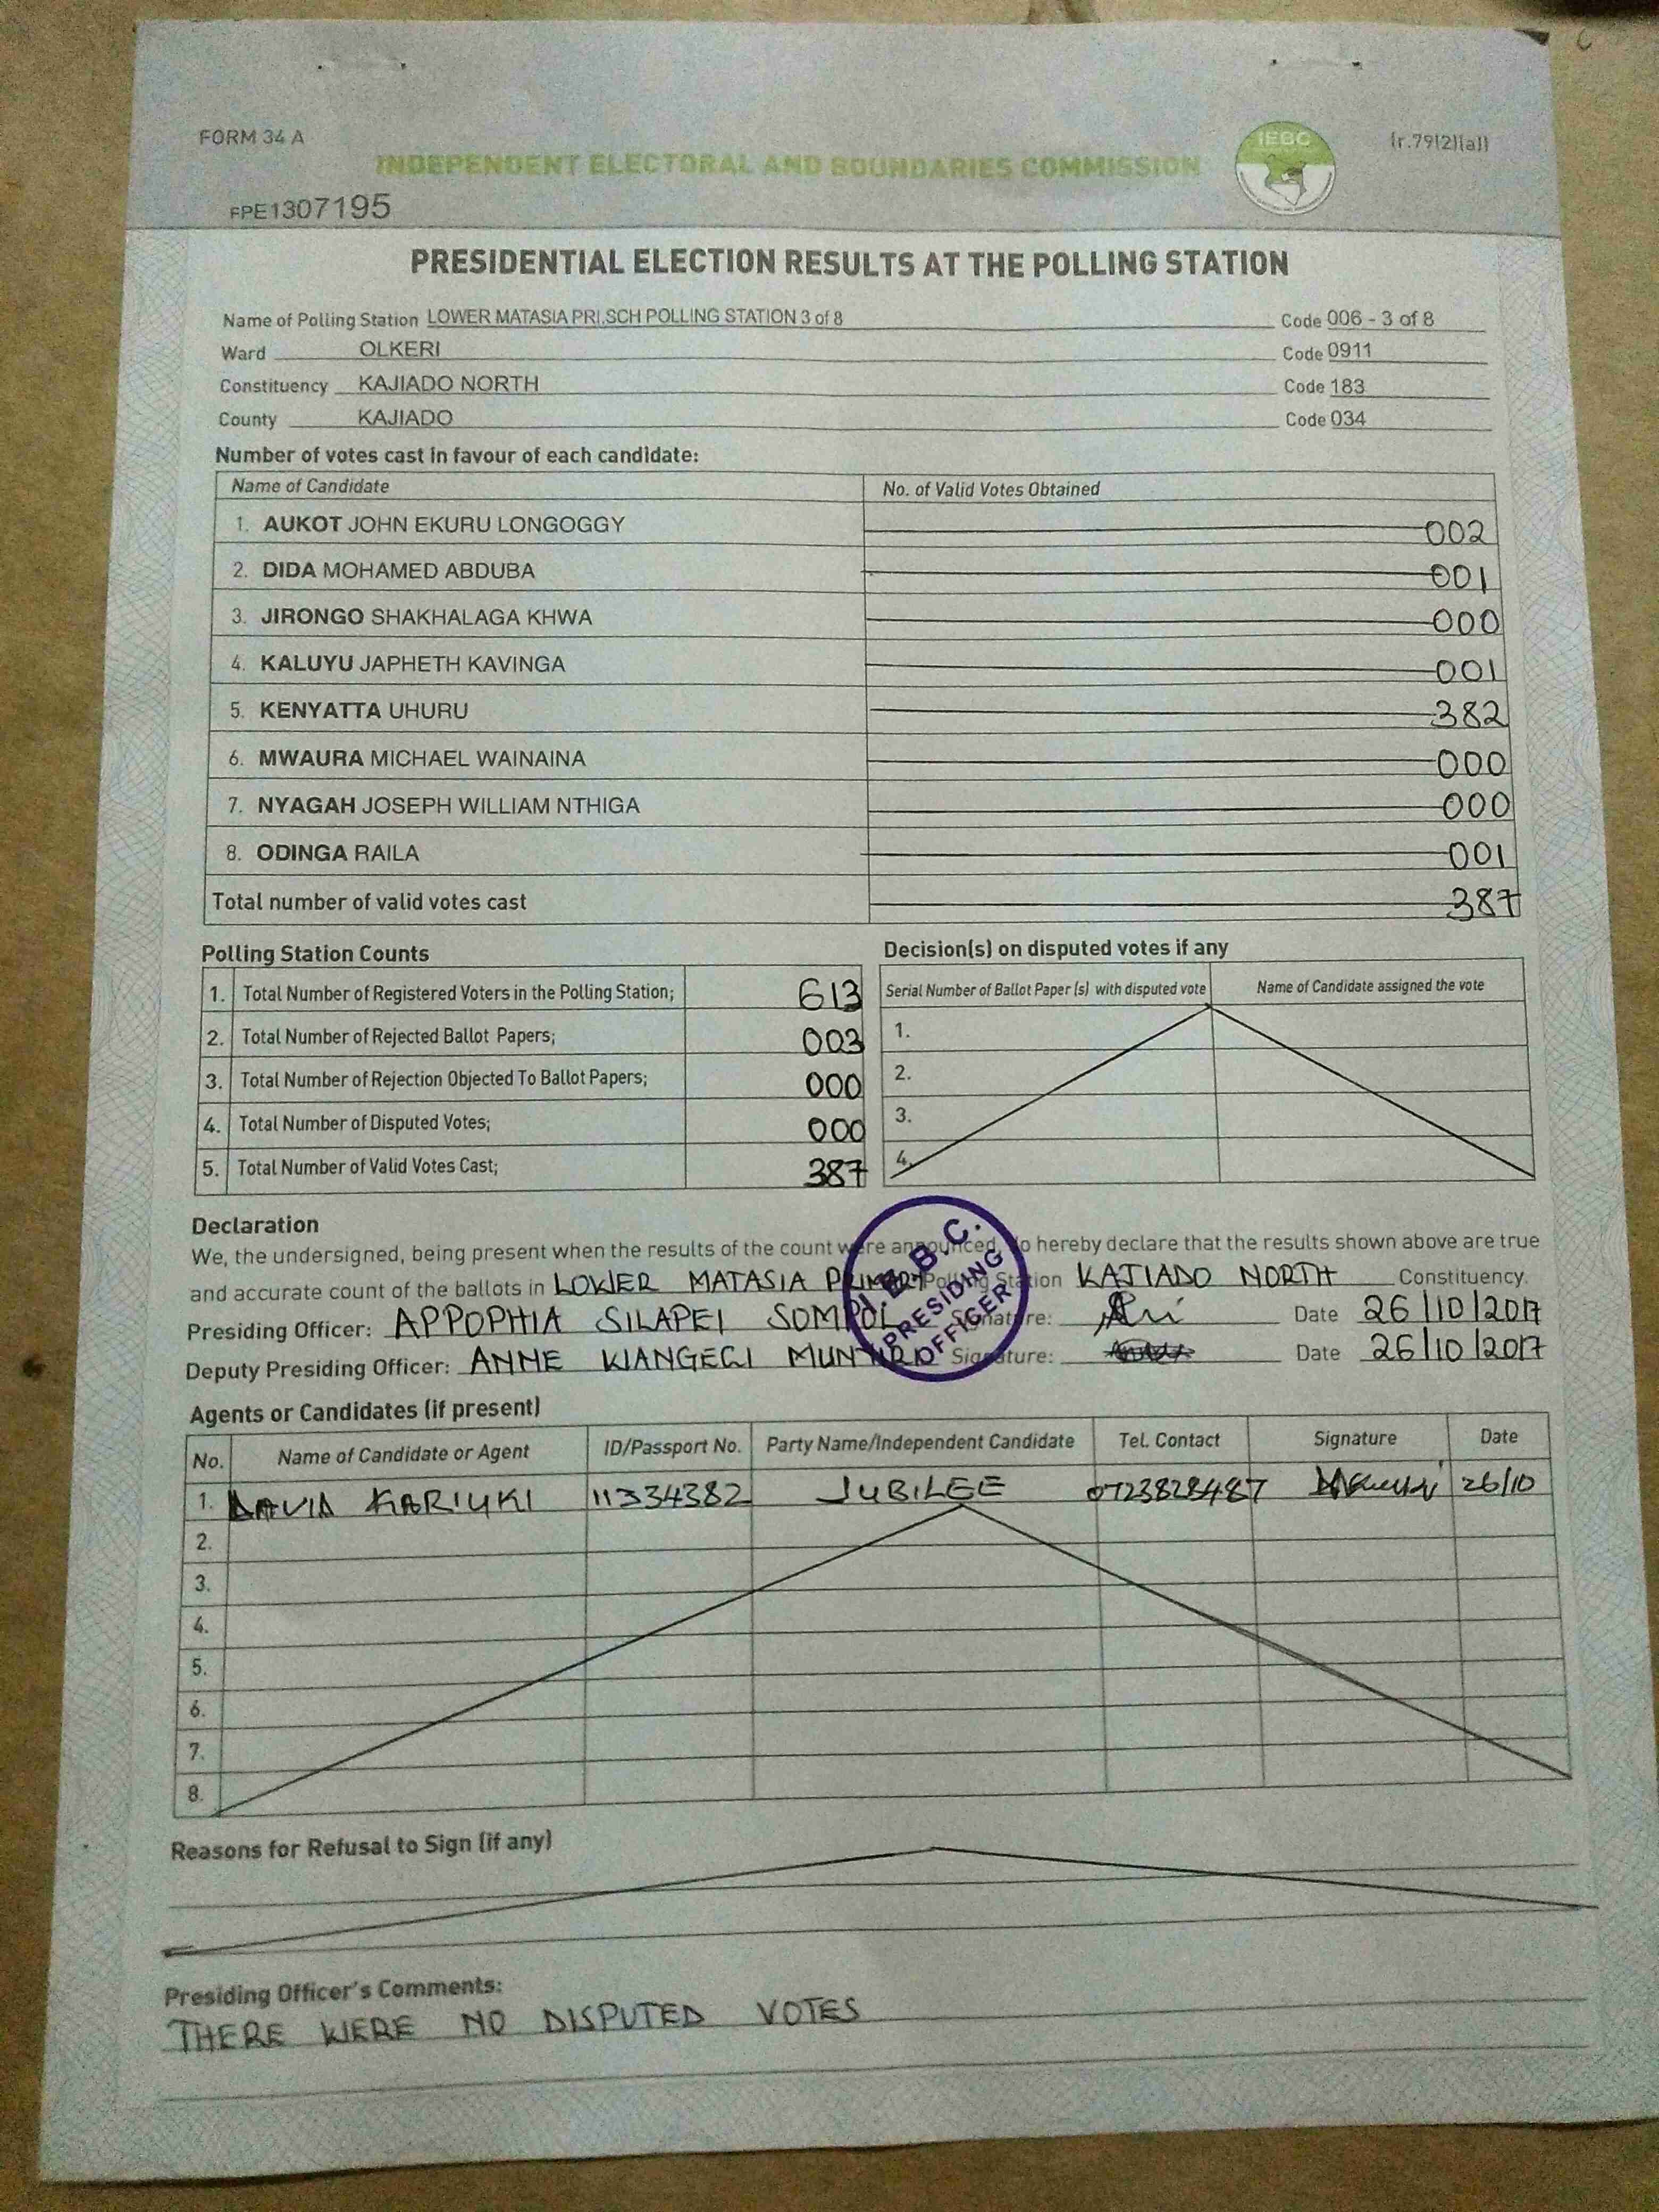 FORM 34 A
IEBC
(r.79(2)(a))
INDEPENDENT ELECTORAL AND BOUNDARIES COMMISSION
FPE1307195
PRESIDENTIAL ELECTION RESULTS AT THE POLLING STATION
Name of Polling Station LOWER MATASIA PRI.SCH POLLING STATION 3 of 8 Code 006 - 3 of 8
Ward OLKERI Code 0911
Constituency KAJIADO NORTH Code 183
County KAJIADO Code 034
Number of votes cast in favour of each candidate:
Name of Candidate No. of Valid Votes Obtained
1. AUKOT JOHN EKURU LONGOGGY 002
2. DIDA MOHAMED ABDUBA 001
3. JIRONGO SHAKHALAGA KHWA 000
4. KALUYU JAPHETH KAVINGA 001
5. KENYATTA UHURU 382
6. MWAURA MICHAEL WAINAINA 000
7. NYAGAH JOSEPH WILLIAM NTHIGA 000
8. ODINGA RAILA 001
Total number of valid votes cast 387
Polling Station Counts
1. Total Number of Registered Voters in the Polling Station; 613
2. Total Number of Rejected Ballot Papers; 003
3. Total Number of Rejection Objected To Ballot Papers; 000
4. Total Number of Disputed Votes; 000
5. Total Number of Valid Votes Cast; 387
Decision(s) on disputed votes if any
Serial Number of Ballot Paper (s) with disputed vote Name of Candidate assigned the vote
1.
2.
3.
4.
Declaration
We, the undersigned, being present when the results of the count were announced, do hereby declare that the results shown above are true
and accurate count of the ballots in LOWER MATASIA PRIMARY Polling Station KAJIADO NORTH Constituency.
Presiding Officer: APPOPHIA SILAPEI SOMPOL Signature: Date 26/10/2017
Deputy Presiding Officer: ANNE Signature: Date 26/10/2017
I.E.B.C.
PRESIDING
OFFICER
Agents or Candidates (if present)
No. Name of Candidate or Agent ID/Passport No. Party Name/Independent Candidate Tel. Contact Signature Date
1. DAVID KARIUKI 11334382 JUBILEE 0723828487 26/10
2.
3.
4.
5.
6.
7.
8.
Reasons for Refusal to Sign (if any)
Presiding Officer's Comments:
THERE WERE NO DISPUTED VOTES